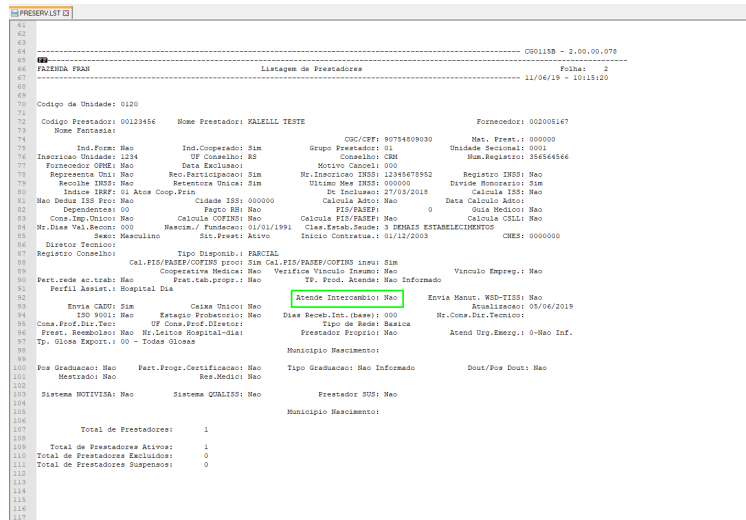 PRESERV.LST
61
62
63
64 CG0115B - 2.00.00.078
65 FF
66 FAZENDA FRAN Listagem de Prestadores Folha: 2
67 11/06/19 - 10:15:20
68
69
70 Codigo da Unidade: 0120
71
72 Codigo Prestador: 00123456 Nome Prestador: KALELLL TESTE Fornecedor: 002005167
73 Nome Fantasia:
74 CGC/CPF: 90754809030 Mat. Prest.: 000000
75 Ind.Form: Nao Ind.Cooperado: Sim Grupo Prestador: 01 Unidade Secional: 0001
76 Inscricao Unidade: 1234 UF Conselho: RS Conselho: CRM Num.Registro: 356564566
77 Fornecedor OPME: Nao Data Exclusao: Motivo Cancel: 000
78 Representa Uni: Nao Rec.Participacao: Sim Nr.Inscricao INSS: 12345678952 Registro INSS: Nao
79 Recolhe INSS: Nao Retentora Unica: Sim Ultimo Mes INSS: 000000 Divide Honorario: Sim
80 Indice IRRF: 01 Atos Coop.Prin Dt Inclusao: 27/03/2018 Calcula ISS: Nao
81 Nao Deduz ISS Pro: Nao Cidade ISS: 000000 Calcula Adto: Nao Data Calculo Adto:
82 Dependentes: 00 Pagto RH: Nao PIS/PASEP: 0 Guia Medico: Nao
83 Cons.Imp.Unico: Nao Calcula COFINS: Nao Calcula PIS/PASEP: Nao Calcula CSLL: Nao
84 Nr.Dias Val.Recon: 000 Nascim./ Fundacao: 01/01/1991 Clas.Estab.Saude: 3 DEMAIS ESTABELECIMENTOS
85 Sexo: Masculino Sit.Prest: Ativo Inicio Contratua.: 01/12/2003 CNES: 0000000
86 Diretor Tecnico:
87 Registro Conselho: Tipo Disponib.: PARCIAL
88 Cal.PIS/PASEP/COFINS proc: Sim Cal.PIS/PASEP/COFINS insu: Sim
89 Cooperativa Medica: Nao Verifica Vinculo Insumo: Nao Vinculo Empreg.: Nao
90 Pert.rede ac.trab: Nao Prat.tab.propr.: Nao TP. Prod. Atende: Nao Informado
91 Perfil Assist.: Hospital Dia
92 Atende Intercambio: Nao Envia Manut. WSD-TISS: Nao
93 Envia CADU: Sim Caixa Unico: Nao Atualizacao: 05/06/2019
94 ISO 9001: Nao Estagio Probatorio: Nao Dias Receb.Int.(base): 000 Nr.Cons.Dir.Tecnico:
95 Cons.Prof.Dir.Tec: UF Cons.Prof.DIretor: Tipo de Rede: Basica
96 Prest. Reembolso: Nao Nr.Leitos Hospital-dia: Prestador Proprio: Nao Atend Urg.Emerg.: 0-Nao Inf.
97 Tp. Glosa Export.: 00 - Todas Glosas
98 Municipio Nascimento:
99
100 Pos Graduacao: Nao Part.Progr.Certificacao: Nao Tipo Graduacao: Nao Informado Dout/Pos Dout: Nao
101 Mestrado: Nao Res.Medic: Nao
102
103 Sistema NOTIVISA: Nao Sistema QUALISS: Nao Prestador SUS: Nao
104
105 Municipio Nascimento:
106
107 Total de Prestadores: 1
108
109 Total de Prestadores Ativos: 1
110 Total de Prestadores Excluidos: 0
111 Total de Prestadores Suspensos: 0
112
113
114
115
116
117